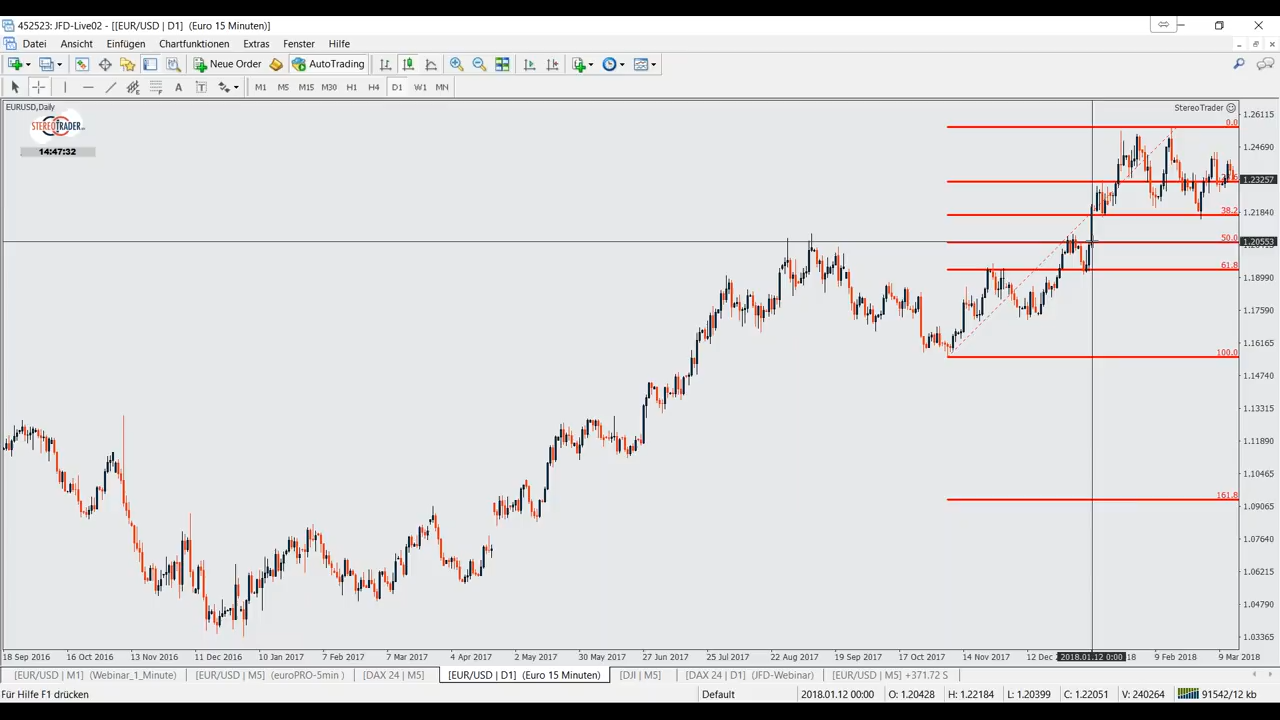 452523: JFD-Live02 - [[EUR/USD | D1] (Euro 15 Minuten)]
Datei Ansicht Einfügen Chartfunktionen Extras Fenster Hilfe
Neue Order AutoTrading
A T M1 M5 M15 M30 H1 H4 D1 W1 MN
EURUSD,Daily
StereoTrader
STEREOTRADER
14:47:32
0.0
38.2
50.0
61.8
100.0
161.8
1.26115
1.24690
1.23257
1.21840
1.20553
1.18990
1.17590
1.16165
1.14740
1.13315
1.11890
1.10465
1.09065
1.07640
1.06215
1.04790
1.03365
18 Sep 2016 16 Oct 2016 13 Nov 2016 11 Dec 2016 10 Jan 2017 7 Feb 2017 7 Mar 2017 4 Apr 2017 2 May 2017 30 May 2017 27 Jun 2017 25 Jul 2017 22 Aug 2017 19 Sep 2017 17 Oct 2017 14 Nov 2017 12 Dec 2018.01.12 0:00 18 9 Feb 2018 9 Mar 2018
[EUR/USD | M1] (Webinar_1_Minute) [EUR/USD | M5] (euroPRO-5min ) [DAX 24 | M5] [EUR/USD | D1] (Euro 15 Minuten) [DJI | M5] [DAX 24 | D1] (JFD-Webinar) [EUR/USD | M5] +371.72 S
Für Hilfe F1 drücken Default 2018.01.12 00:00 O: 1.20428 H: 1.22184 L: 1.20399 C: 1.22051 V: 240264 91542/12 kb